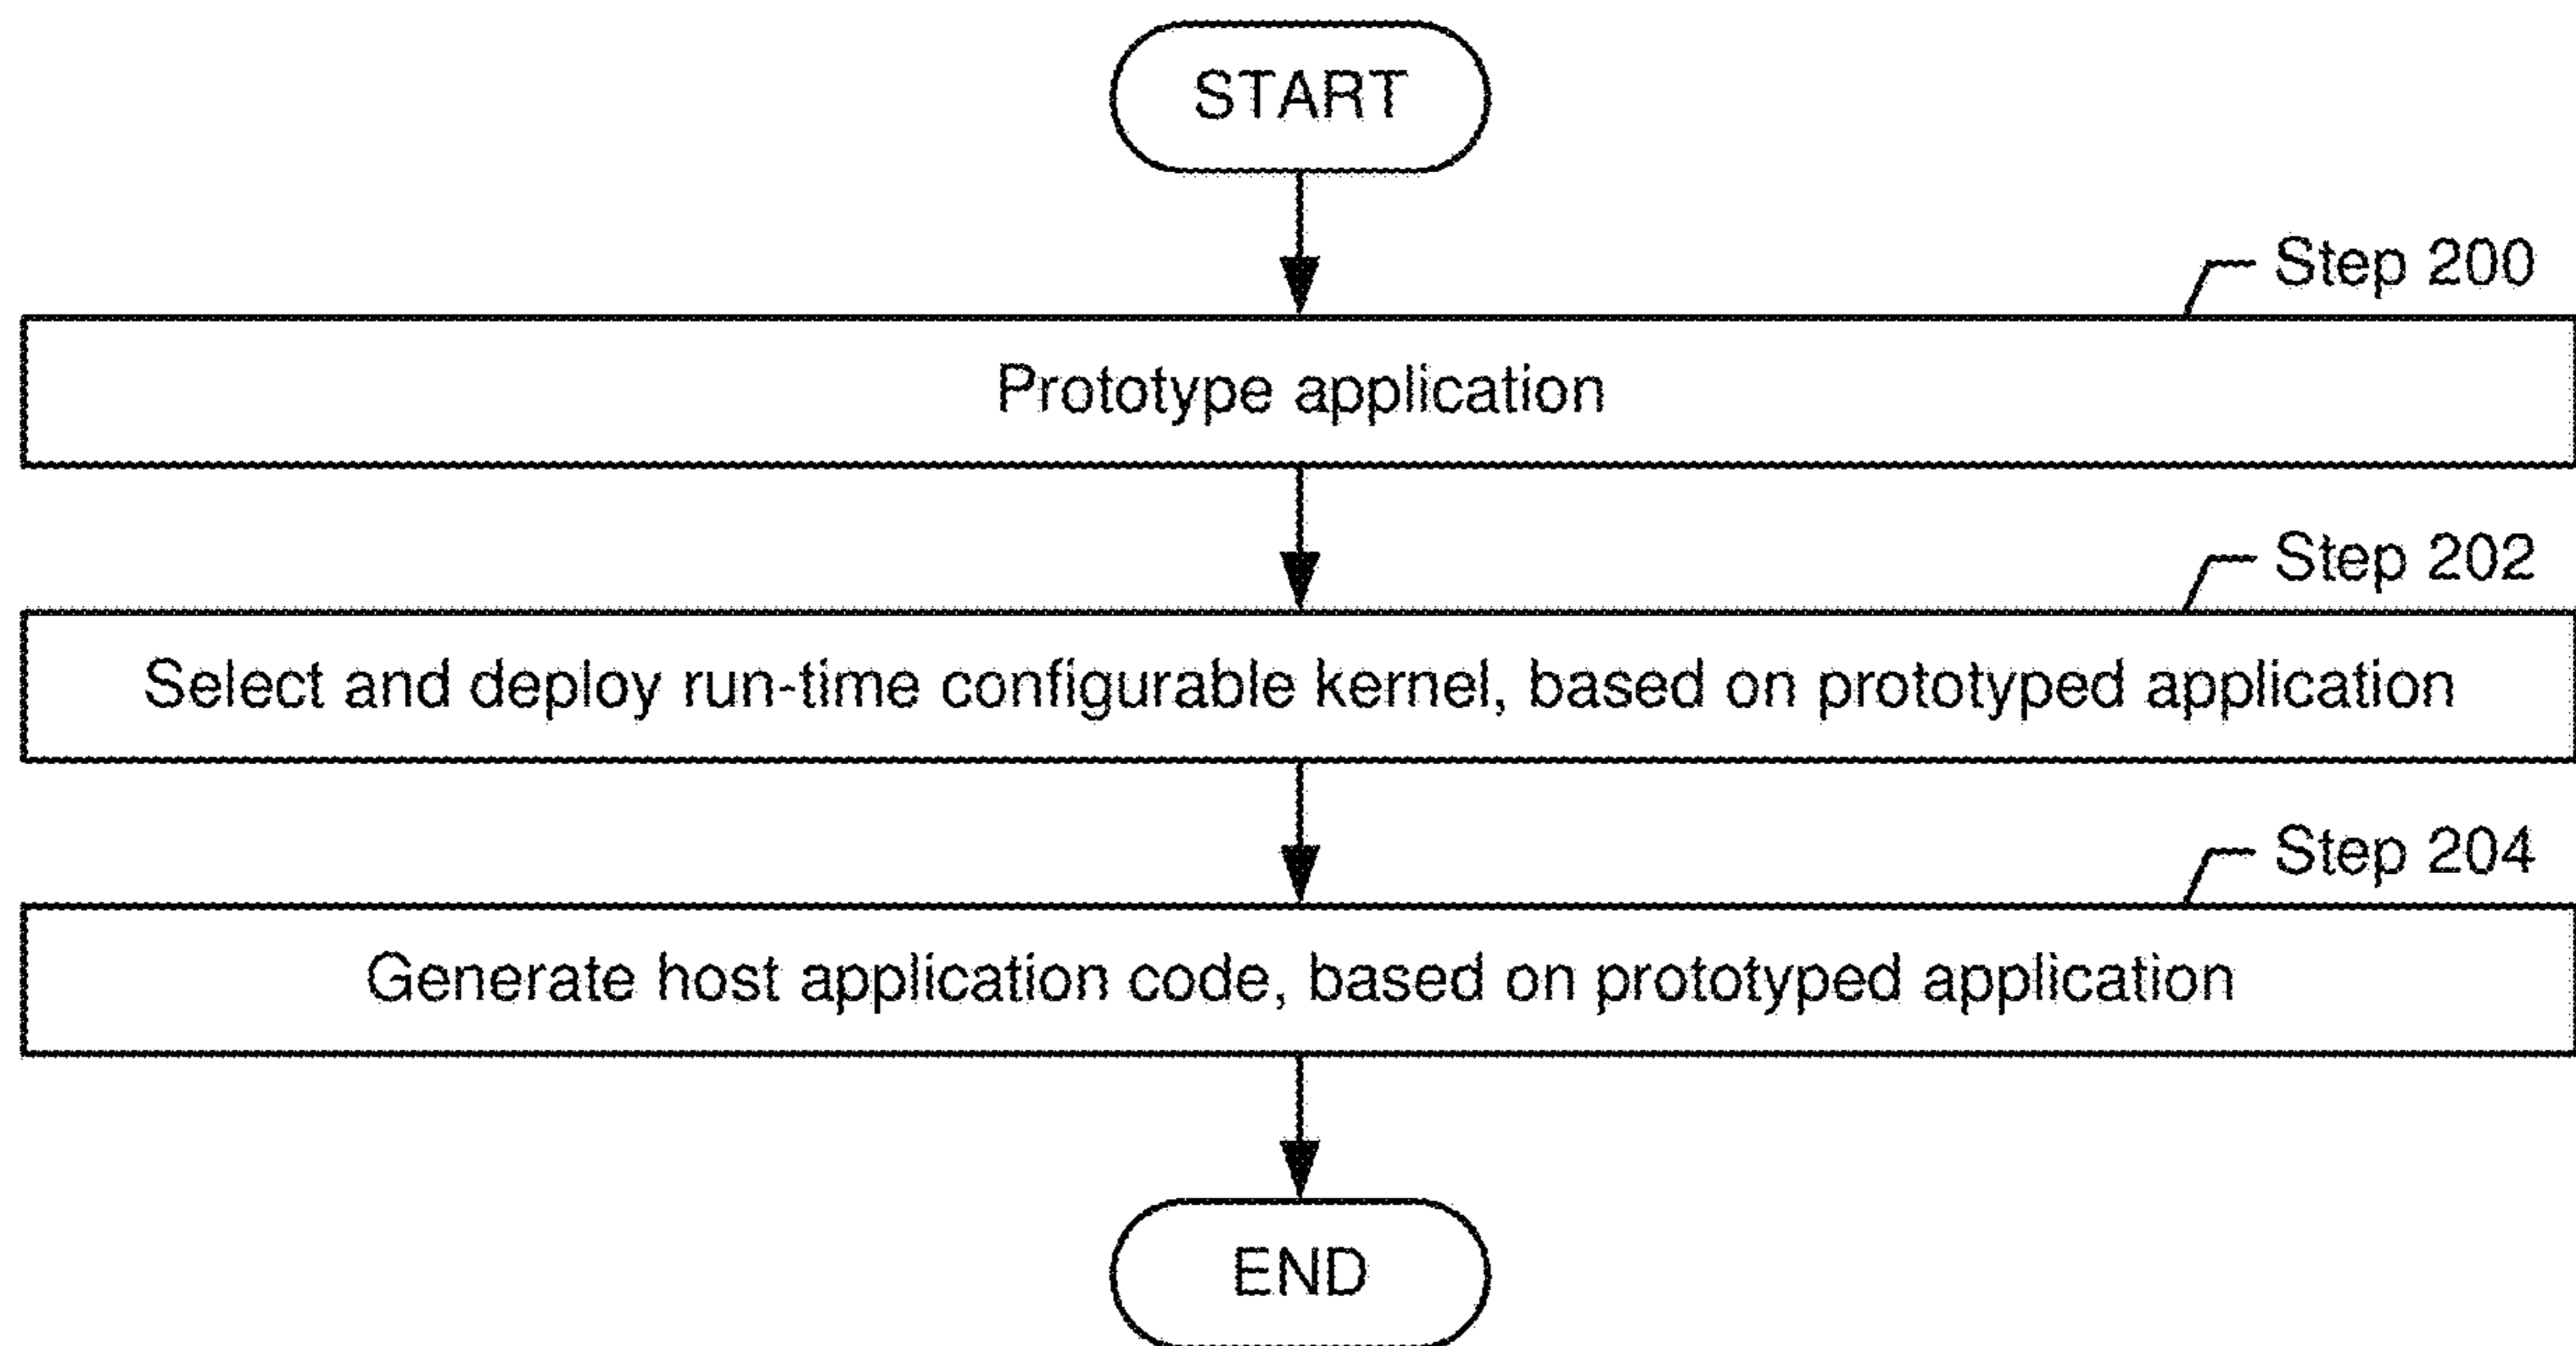 START
Step 200
Prototype application
Step 202
Select and deploy run-time configurable kernel, based on prototyped application
Step 204
Generate host application code, based on prototyped application
END